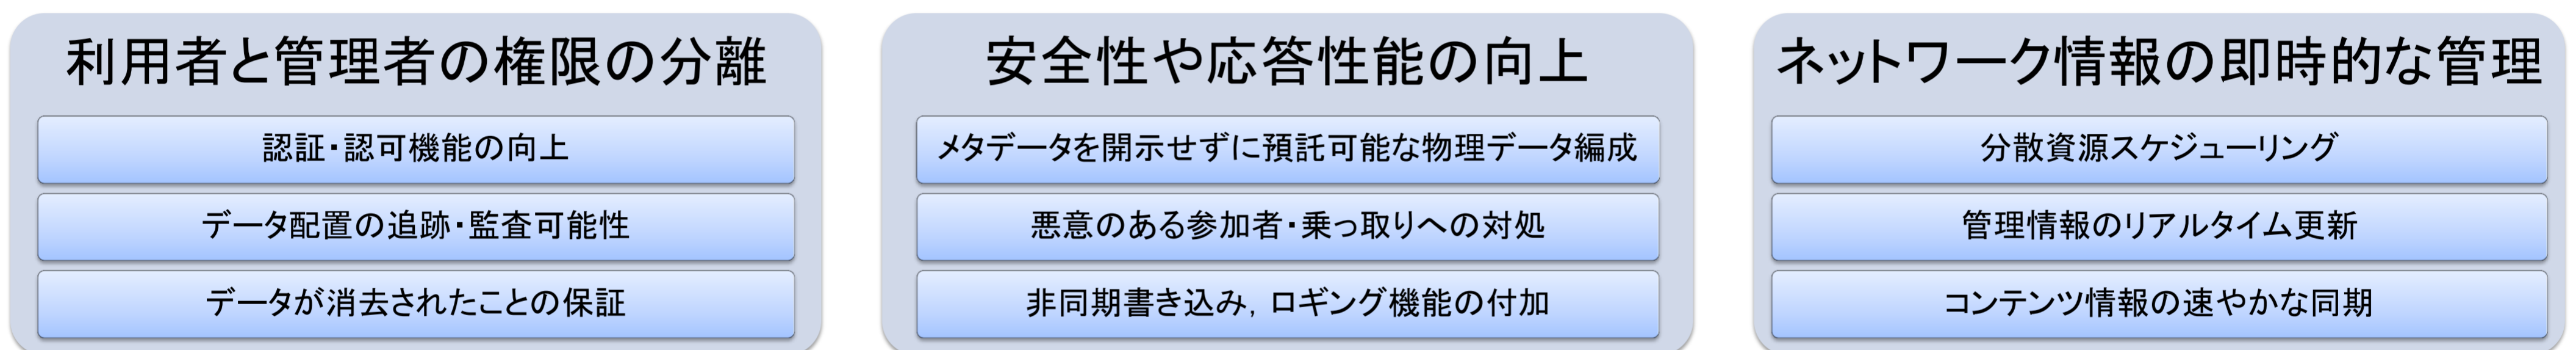 利用者と管理者の権限の分離
認証・認可機能の向上
データ配置の追跡・監査可能性
データが消去されたことの保証
安全性や応答性能の向上
メタデータを開示せずに預託可能な物理データ編成
悪意のある参加者・乗っ取りへの対処
非同期書き込み，ロギング機能の付加
ネットワーク情報の即時的な管理
分散資源スケジューリング
管理情報のリアルタイム更新
コンテンツ情報の速やかな同期